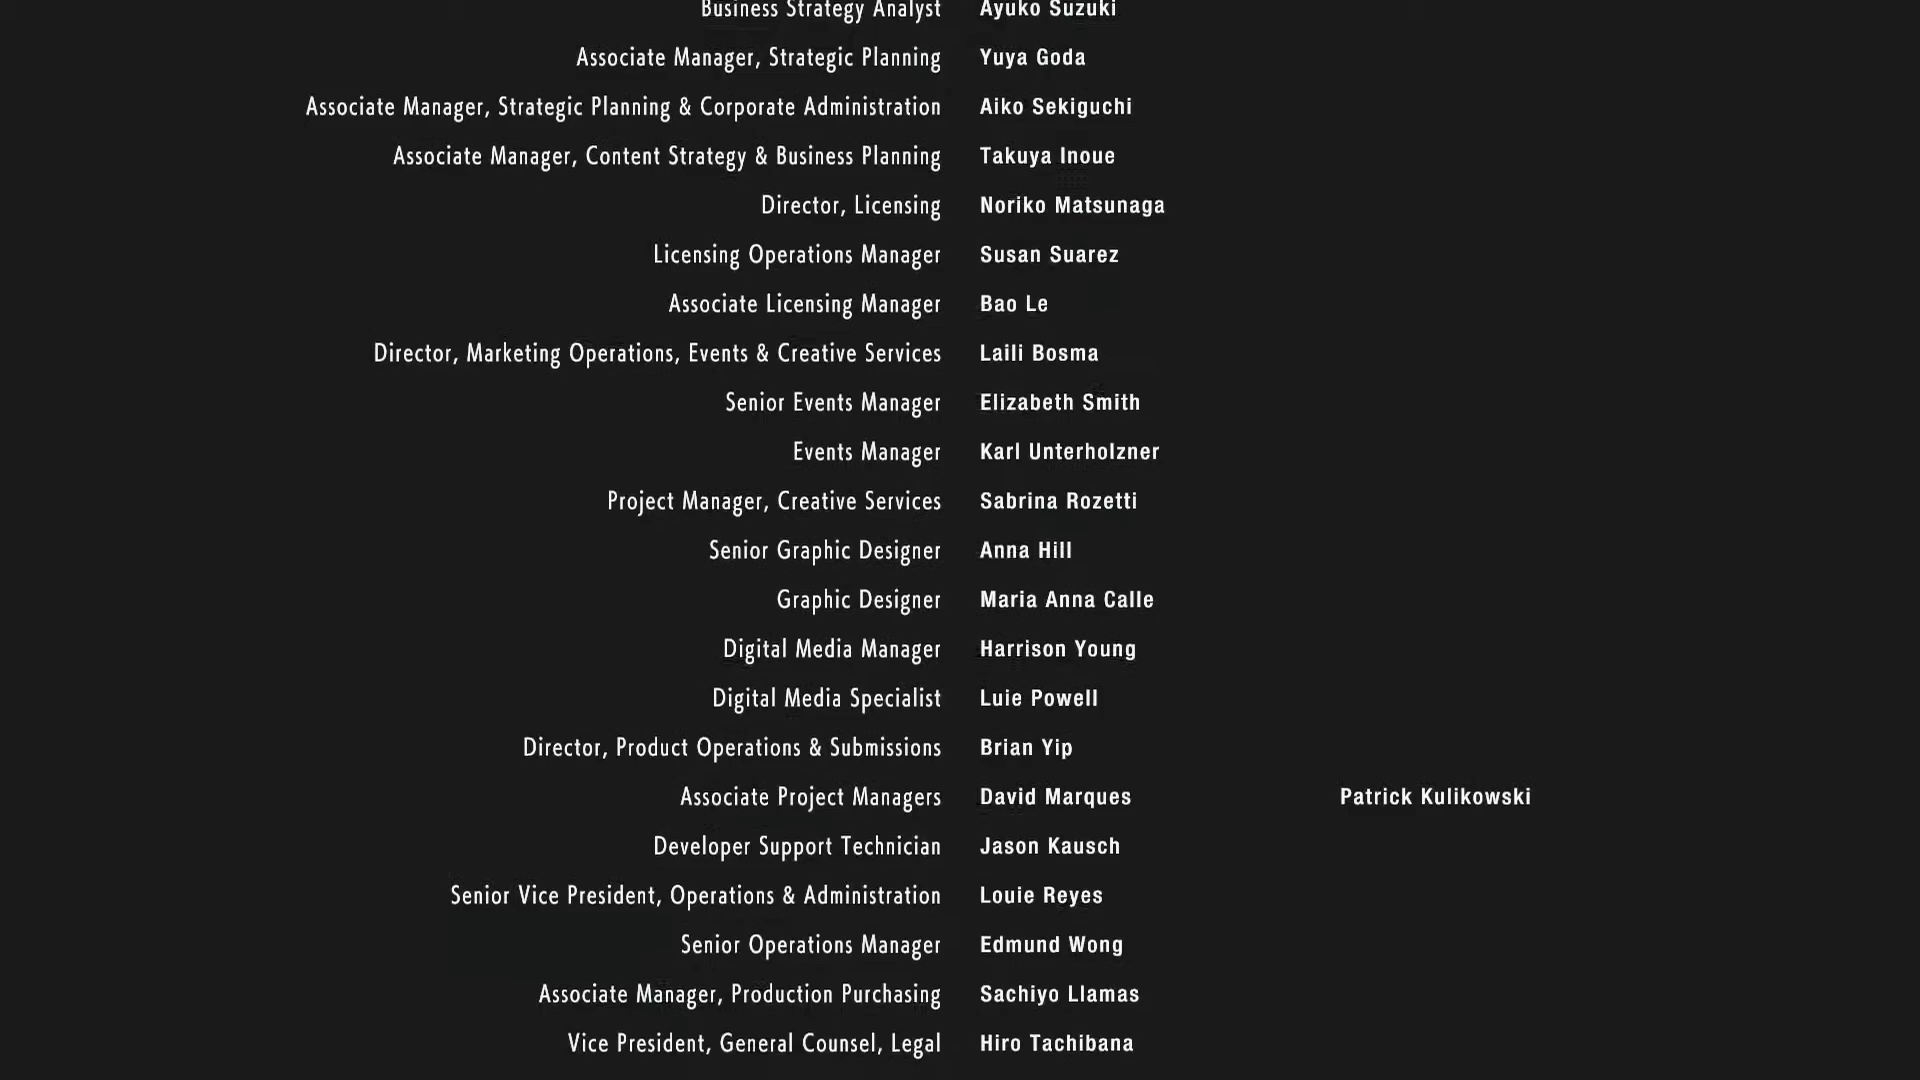 Business Strategy Analyst Ayuko Suzuki
Associate Manager, Strategic Planning Yuya Goda
Associate Manager, Strategic Planning & Corporate Administration Aiko Sekiguchi
Associate Manager, Content Strategy & Business Planning Takuya Inoue
Director, Licensing Noriko Matsunaga
Licensing Operations Manager Susan Suarez
Associate Licensing Manager Bao Le
Director, Marketing Operations, Events & Creative Services Laili Bosma
Senior Events Manager Elizabeth Smith
Events Manager Karl Unterholzner
Project Manager, Creative Services Sabrina Rozetti
Senior Graphic Designer Anna Hill
Graphic Designer Maria Anna Calle
Digital Media Manager Harrison Young
Digital Media Specialist Luie Powell
Director, Product Operations & Submissions Brian Yip
Associate Project Managers David Marques Patrick Kulikowski
Developer Support Technician Jason Kausch
Senior Vice President, Operations & Administration Louie Reyes
Senior Operations Manager Edmund Wong
Associate Manager, Production Purchasing Sachiyo Llamas
Vice President, General Counsel, Legal Hiro Tachibana